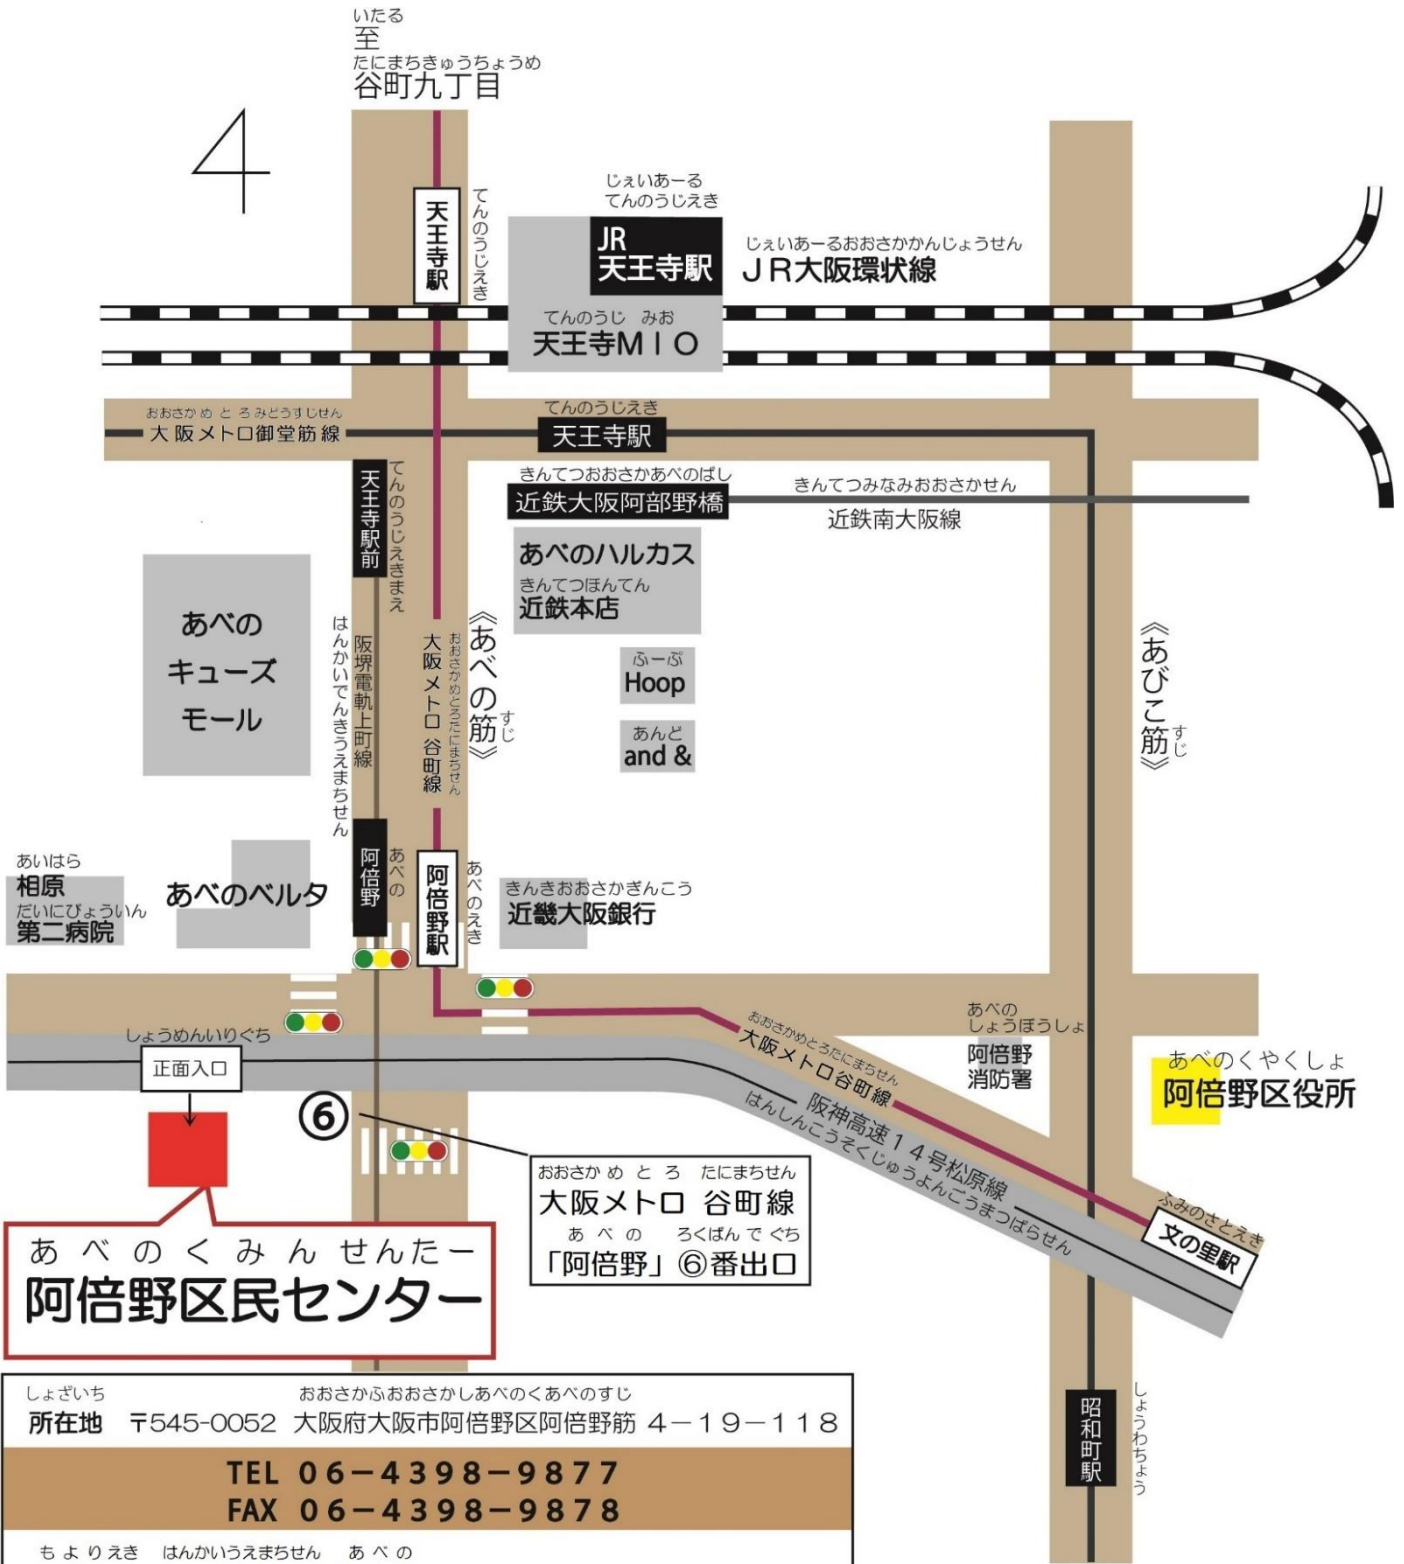 いたる
至
たにまちきゅうちょうめ
谷町九丁目
天王寺駅
てんのうじえき
じぇいあーる
てんのうじえき
JR
天王寺駅
じぇいあーるおおさかかんじょうせん
JR大阪環状線
てんのうじ みお
天王寺MIO
おおさかめとろみどうすじせん
大阪メトロ御堂筋線
てんのうじえき
天王寺駅
天王寺駅前
てんのうじえきまえ
きんてつおおさかあべのばし
近鉄大阪阿部野橋
きんてつみなみおおさかせん
近鉄南大阪線
あべのハルカス
きんてつほんてん
近鉄本店
あべの
キューズ
モール
はんかいでんきうえまちせん
阪堺電軌上町線
大阪メトロ 谷町線
おおさかめとろたにまちせん
《あべの筋》
すじ
ふーぷ
Hoop
あんど
and &
《あびこ筋》
すじ
あいはら
相原
だいにびょういん
第二病院
あべのベルタ
阿倍野
あべの
阿倍野駅
あべのえき
きんきおおさかぎんこう
近畿大阪銀行
しょうめんいりぐち
正面入口
おおさかめとろたにまちせん
大阪メトロ谷町線
阪神高速14号松原線
はんしんこうそくじゅうよんごうまつばらせん
あべの
しょうぼうしょ
阿倍野
消防署
あべのくやくしょ
阿倍野区役所
⑥
おおさかめとろ たにまちせん
大阪メトロ 谷町線
あべの ろくばんでぐち
「阿倍野」⑥番出口
ふみのさとえき
文の里駅
あべのくみんせんたー
阿倍野区民センター
昭和町駅
しょうわちょう
しょざいち おおさかふおおさかしあべのくあべのすじ
所在地 〒545-0052 大阪府大阪市阿倍野区阿倍野筋 4－19－118
TEL 06－4398－9877
FAX 06－4398－9878
もよりえき はんかいうえまちせん あべの